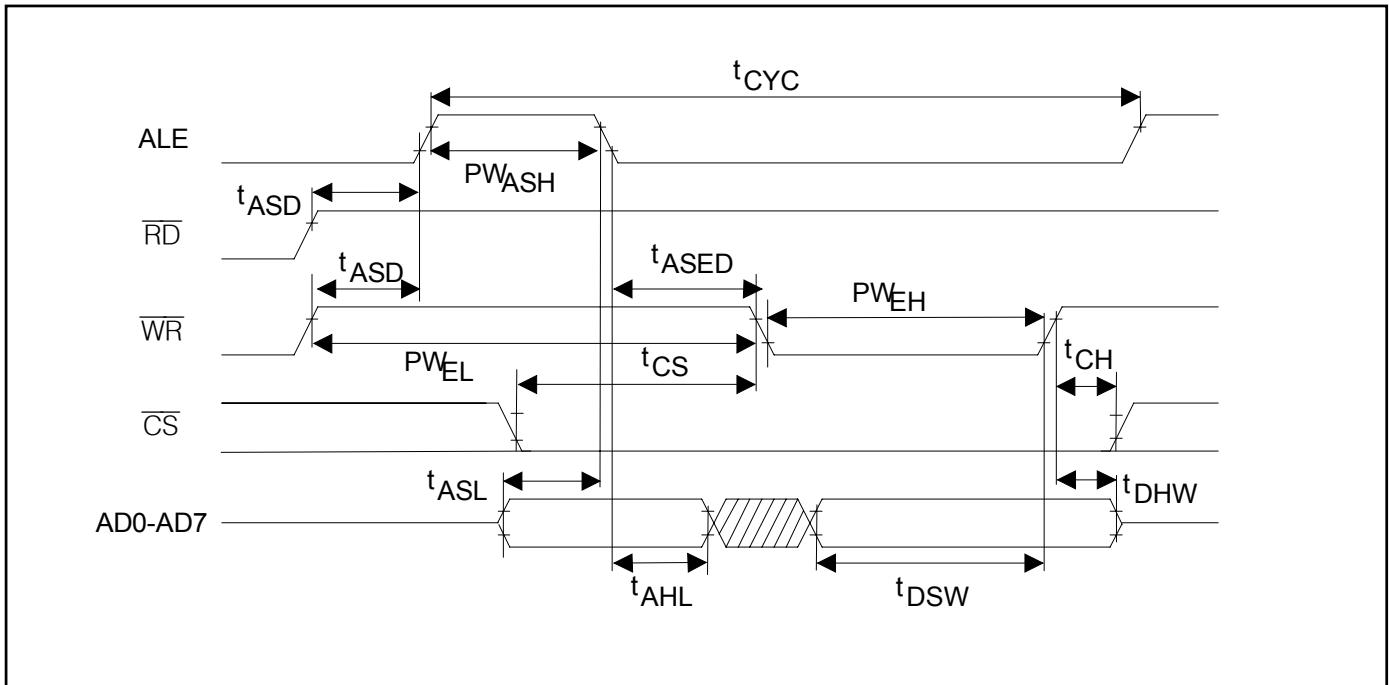 tCYC
ALE
PWASH
tASD
RD
tASD
tASED
PWEH
WR
PWEL
tCS
tCH
CS
tASL
tDHW
AD0-AD7
tAHL
tDSW